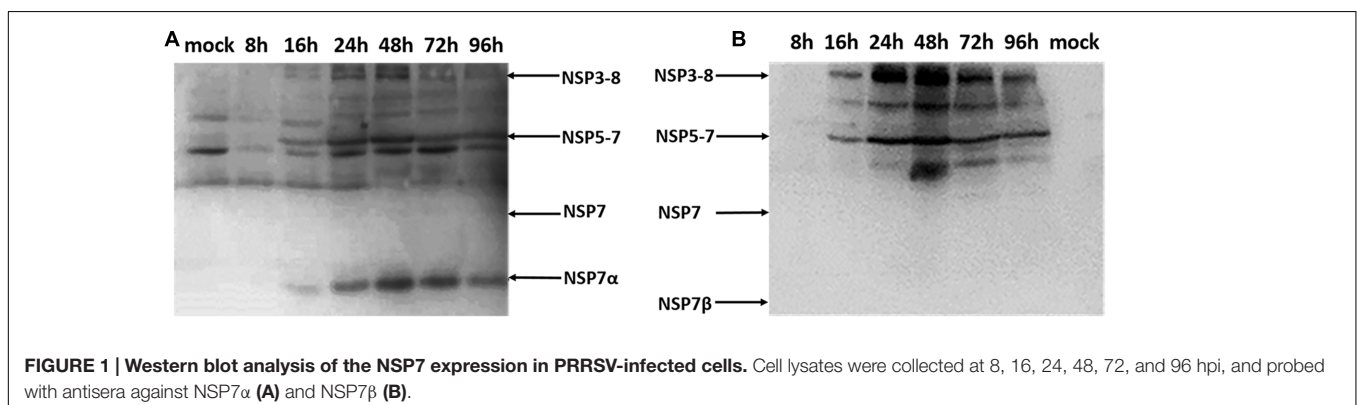 A mock 8h 16h 24h 48h 72h 96h
NSP3-8
NSP5-7
NSP7
NSP7α
B 8h 16h 24h 48h 72h 96h mock
NSP3-8
NSP5-7
NSP7
NSP7β
FIGURE 1 | Western blot analysis of the NSP7 expression in PRRSV-infected cells. Cell lysates were collected at 8, 16, 24, 48, 72, and 96 hpi, and probed
with antisera against NSP7α (A) and NSP7β (B).